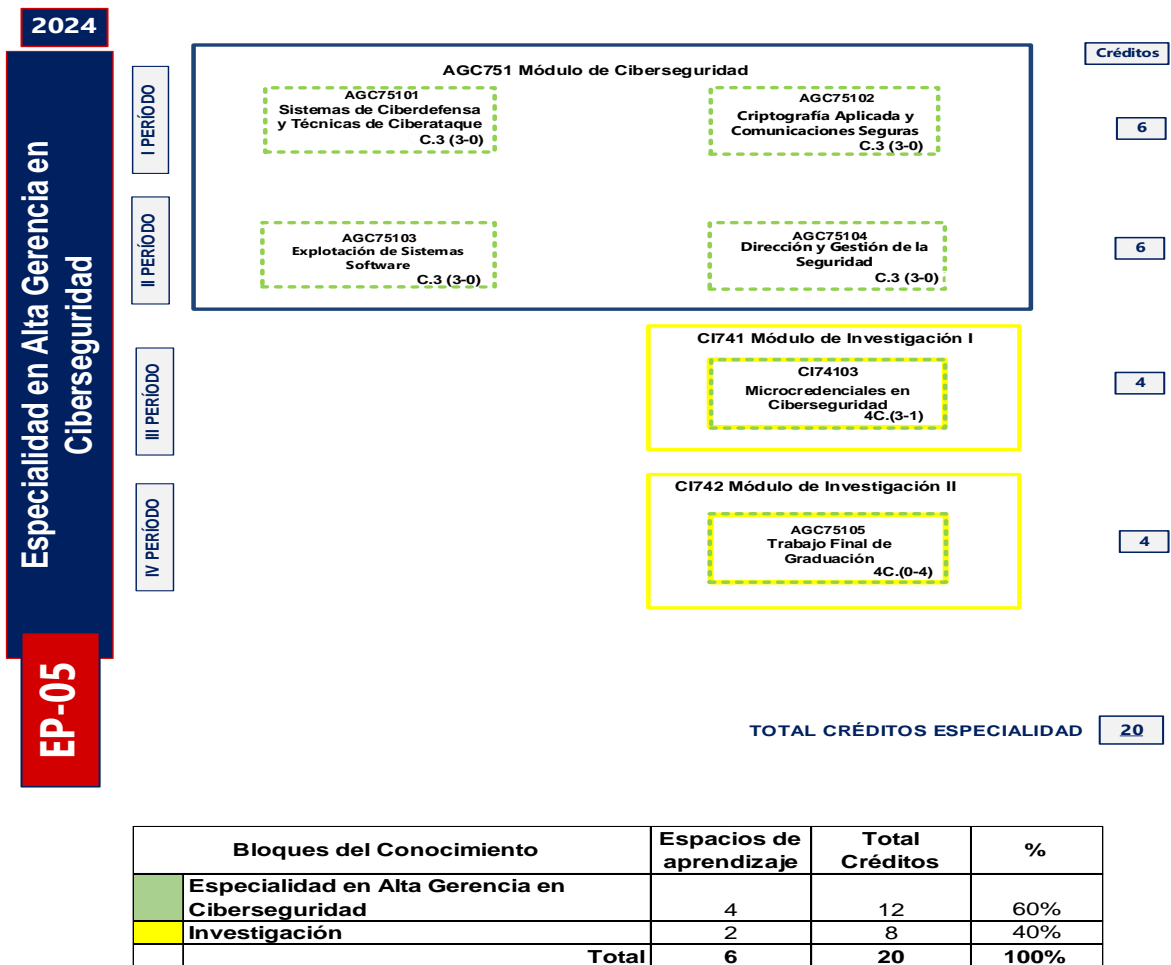 2024
Especialidad en Alta Gerencia en
Ciberseguridad
EP-05
Créditos
AGC751 Módulo de Ciberseguridad
I PERÍODO
AGC75101
Sistemas de Ciberdefensa
y Técnicas de Ciberataque
C.3 (3-0)
AGC75102
Criptografía Aplicada y
Comunicaciones Seguras
C.3 (3-0)
6
II PERÍODO
AGC75103
Explotación de Sistemas
Software
C.3 (3-0)
AGC75104
Dirección y Gestión de la
Seguridad
C.3 (3-0)
6
III PERÍODO
CI741 Módulo de Investigación I
CI74103
Microcredenciales en
Ciberseguridad
4C.(3-1)
4
IV PERÍODO
CI742 Módulo de Investigación II
AGC75105
Trabajo Final de
Graduación
4C.(0-4)
4
TOTAL CRÉDITOS ESPECIALIDAD 20
Bloques del Conocimiento Espacios de aprendizaje Total Créditos %
Especialidad en Alta Gerencia en
Ciberseguridad 4 12 60%
Investigación 2 8 40%
Total 6 20 100%